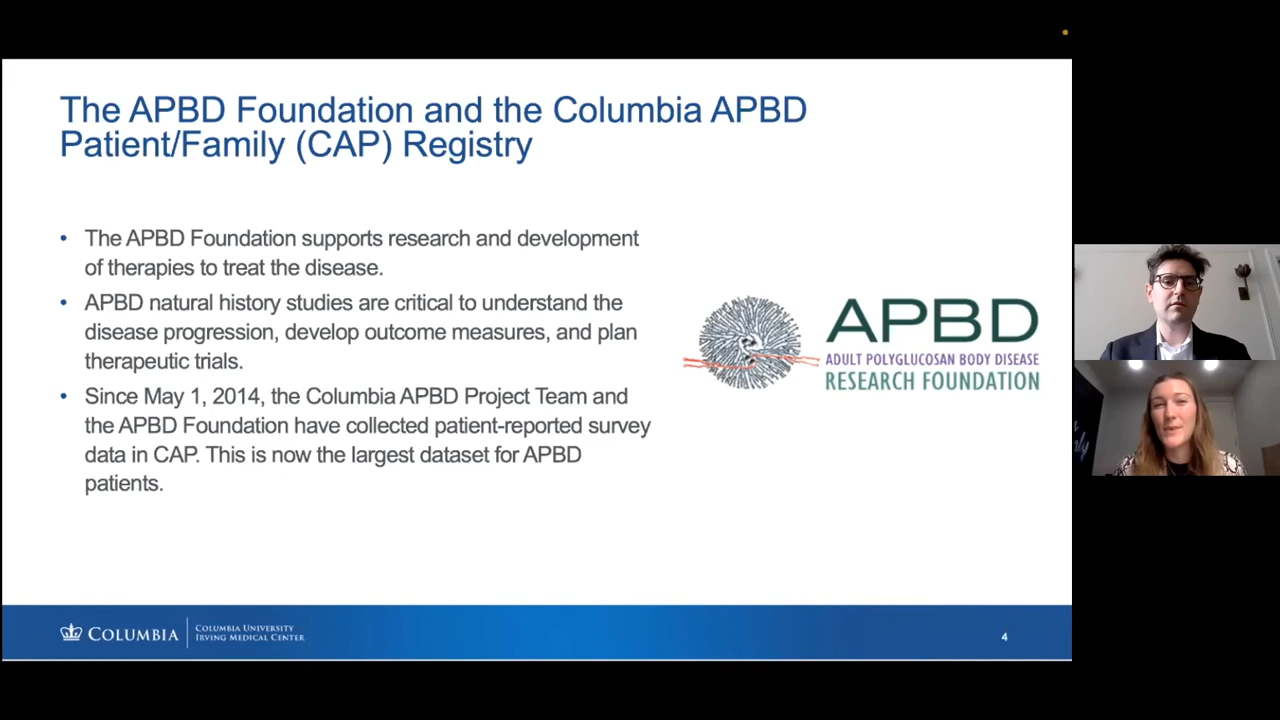 The APBD Foundation and the Columbia APBD
Patient/Family (CAP) Registry
• The APBD Foundation supports research and development
of therapies to treat the disease.
• APBD natural history studies are critical to understand the
disease progression, develop outcome measures, and plan
therapeutic trials.
• Since May 1, 2014, the Columbia APBD Project Team and
the APBD Foundation have collected patient-reported survey
data in CAP. This is now the largest dataset for APBD
patients.
APBD
ADULT POLYGLUCOSAN BODY DISEASE
RESEARCH FOUNDATION
COLUMBIA
COLUMBIA UNIVERSITY
IRVING MEDICAL CENTER
4